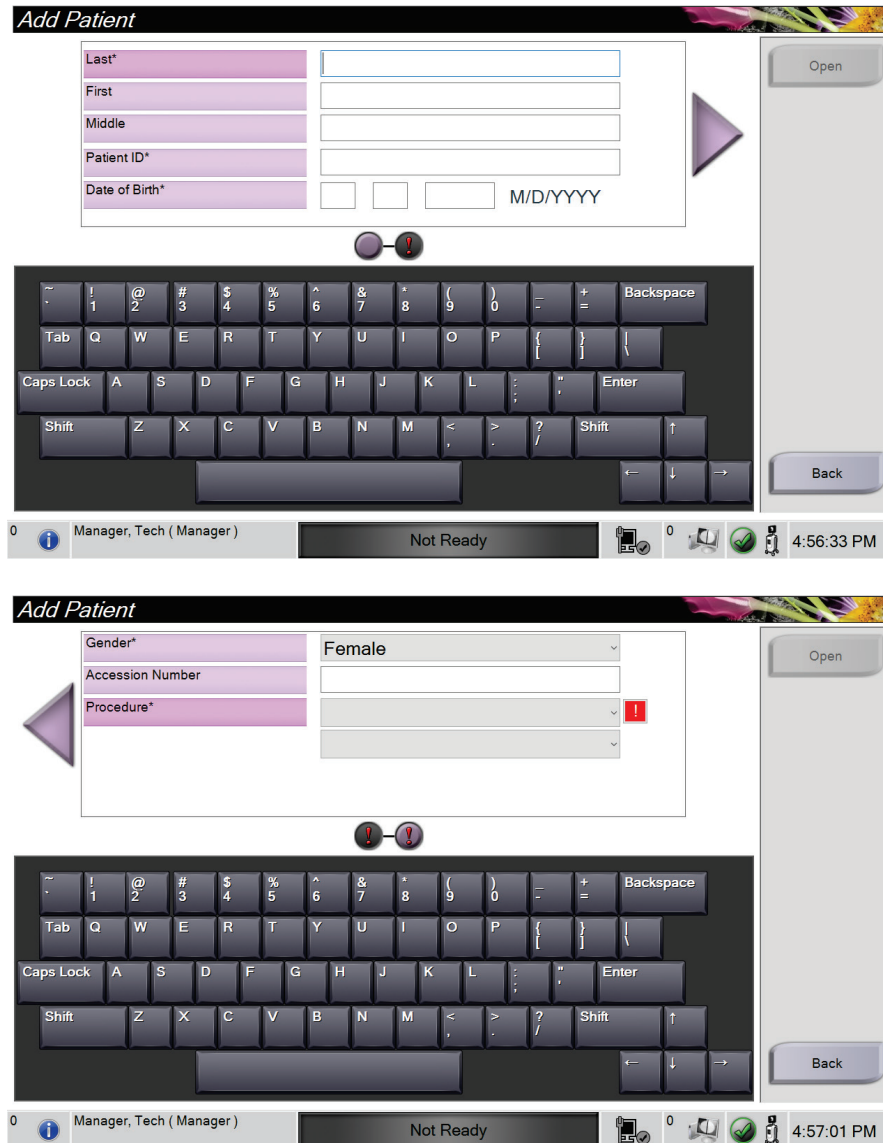 Add Patient
Last*
Open
First
Middle
Patient ID*
Date of Birth* M/D/YYYY
!
~ ! @ # $ % ^ & * ( ) _ + Backspace
` 1 2 3 4 5 6 7 8 9 0 - =
Tab Q W E R T Y U I O P { } |
[ ] \
Caps Lock A S D F G H J K L : " Enter
; '
Shift Z X C V B N M < > ? Shift ↑
, . /
← ↓ → Back
0 i Manager, Tech ( Manager ) Not Ready 0 4:56:33 PM
Add Patient
Gender* Female
Open
Accession Number
Procedure* !
! !
~ ! @ # $ % ^ & * ( ) _ + Backspace
` 1 2 3 4 5 6 7 8 9 0 - =
Tab Q W E R T Y U I O P { } |
[ ] \
Caps Lock A S D F G H J K L : " Enter
; '
Shift Z X C V B N M < > ? Shift ↑
, . /
← ↓ → Back
0 i Manager, Tech ( Manager ) Not Ready 0 4:57:01 PM